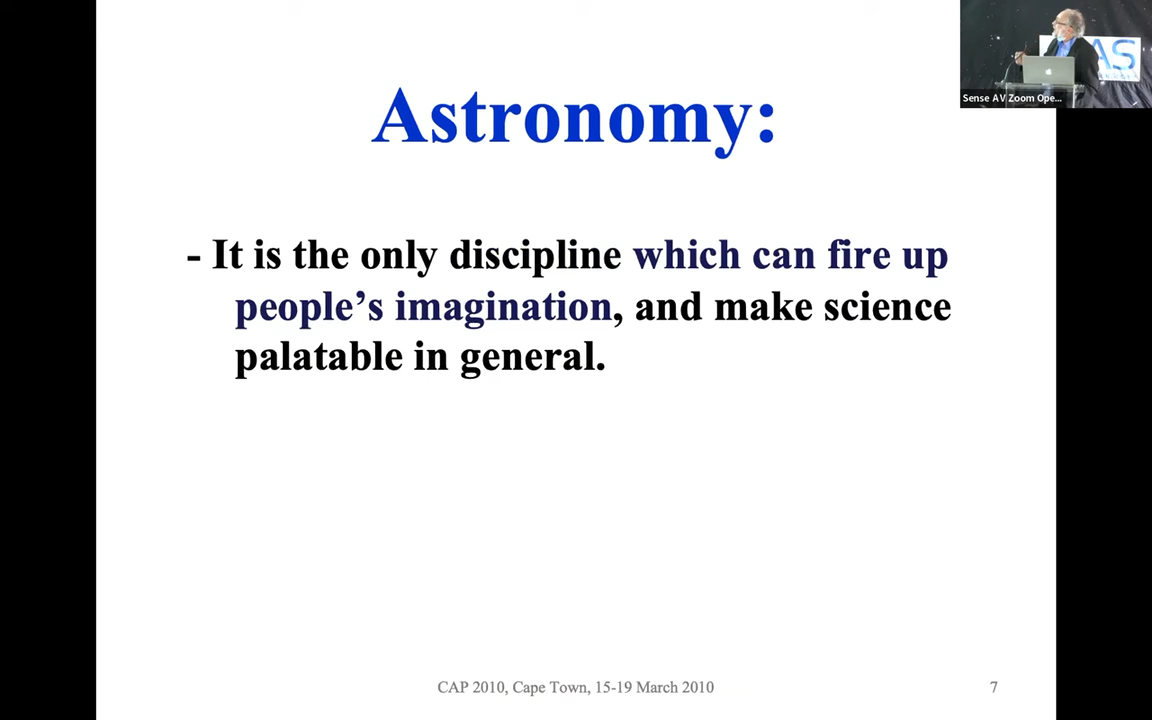 Astronomy:
- It is the only discipline which can fire up
people’s imagination, and make science
palatable in general.
CAP 2010, Cape Town, 15-19 March 2010
7
AS
Sense AV Zoom Ope...